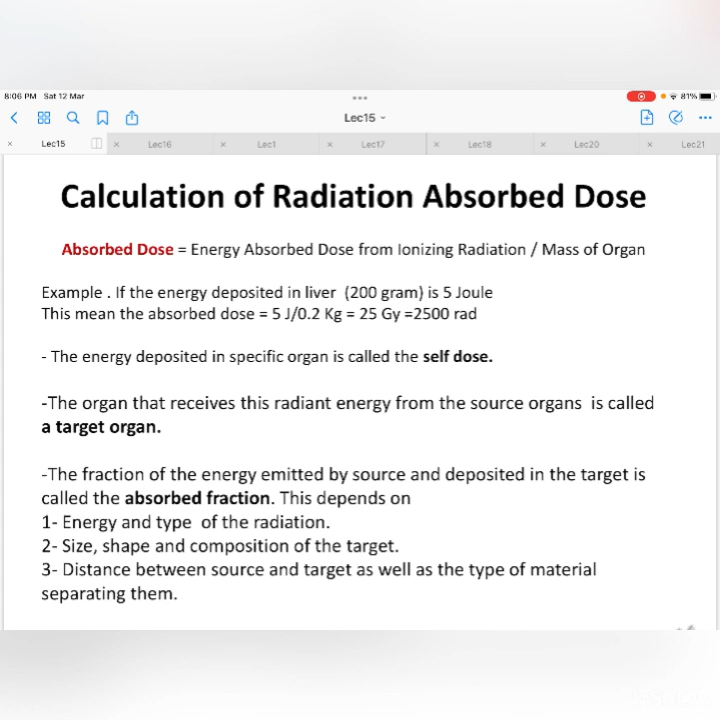 8:06 PM Sat 12 Mar
81%
Lec15
Lec15
Lec16
Lec1
Lec17
Lec18
Lec20
Lec21
Calculation of Radiation Absorbed Dose
Absorbed Dose = Energy Absorbed Dose from Ionizing Radiation / Mass of Organ
Example . If the energy deposited in liver (200 gram) is 5 Joule
This mean the absorbed dose = 5 J/0.2 Kg = 25 Gy =2500 rad
- The energy deposited in specific organ is called the self dose.
-The organ that receives this radiant energy from the source organs is called
a target organ.
-The fraction of the energy emitted by source and deposited in the target is
called the absorbed fraction. This depends on
1- Energy and type of the radiation.
2- Size, shape and composition of the target.
3- Distance between source and target as well as the type of material
separating them.